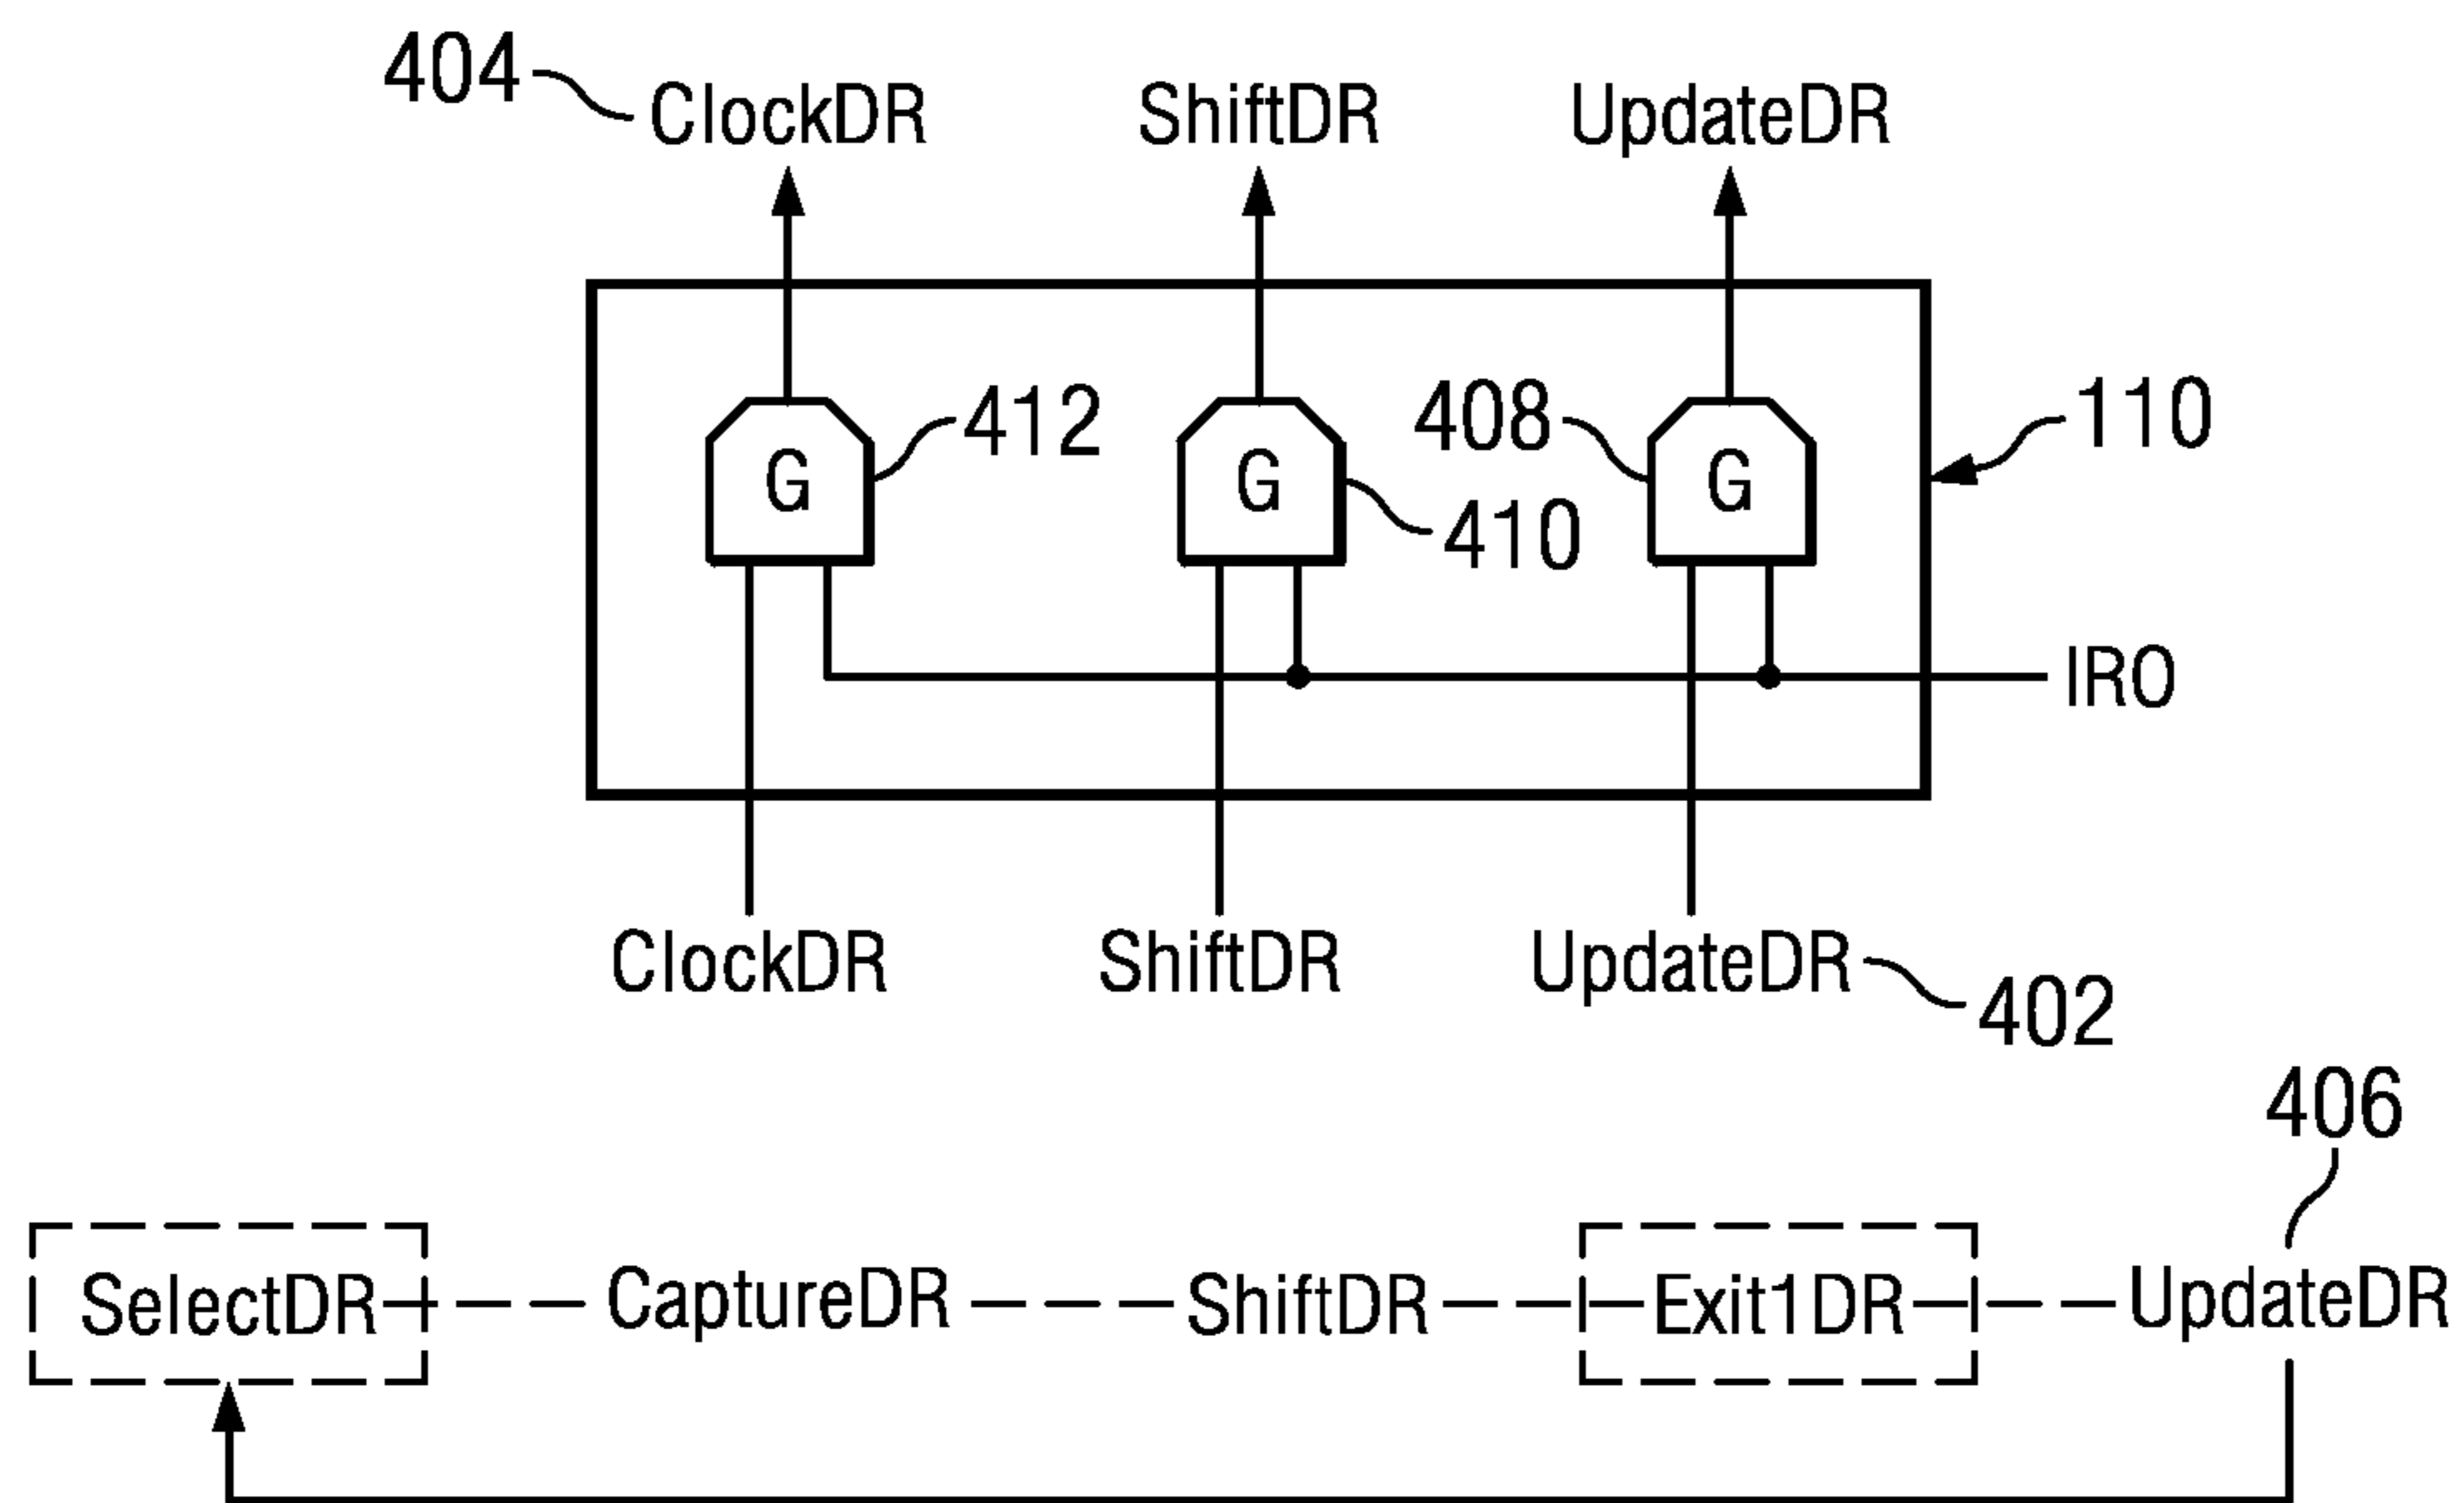 404 ClockDR ShiftDR UpdateDR
G 412 G 410 408 G 110
IRO
ClockDR ShiftDR UpdateDR 402
406
SelectDR CaptureDR ShiftDR Exit1DR UpdateDR